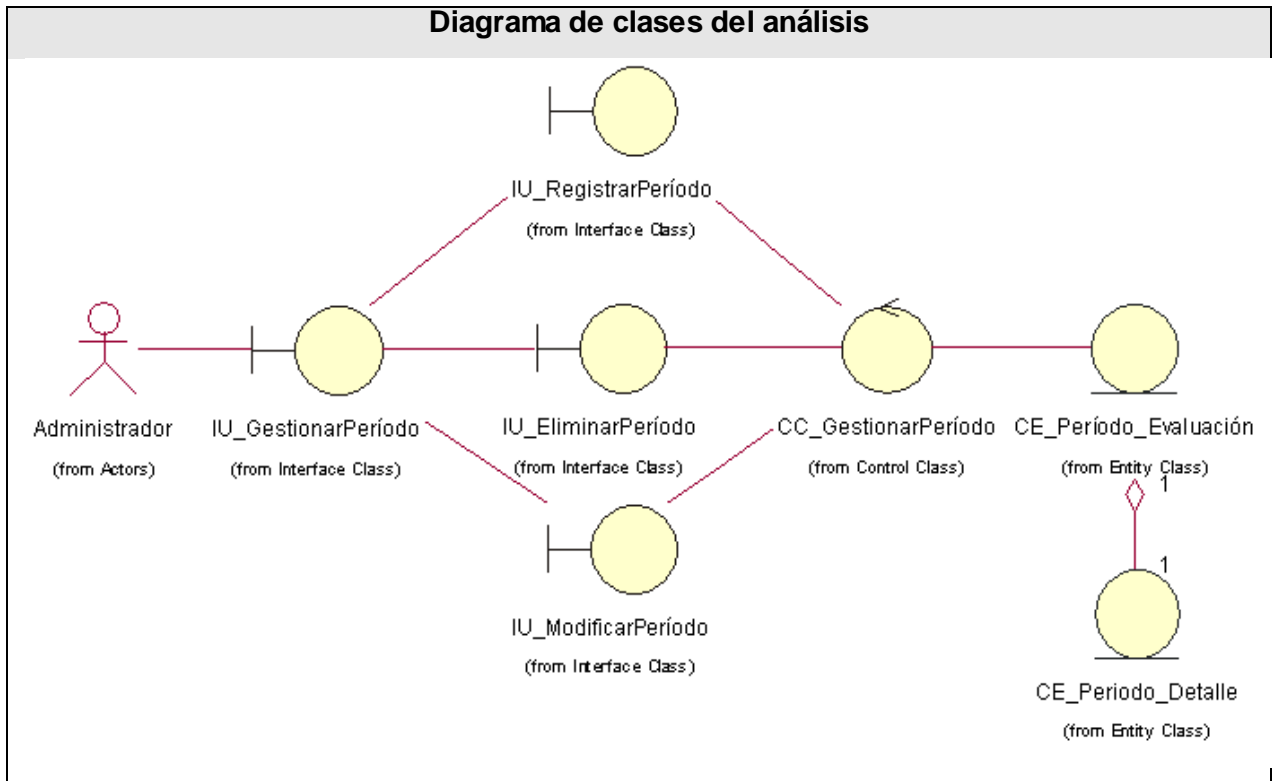 Diagrama de clases del análisis
IU_RegistrarPeríodo
(from Interface Class)
Administrador
(from Actors)
IU_GestionarPeríodo
(from Interface Class)
IU_EliminarPeríodo
(from Interface Class)
CC_GestionarPeríodo
(from Control Class)
CE_Período_Evaluación
(from Entity Class)
1
1
IU_ModificarPeríodo
(from Interface Class)
CE_Periodo_Detalle
(from Entity Class)